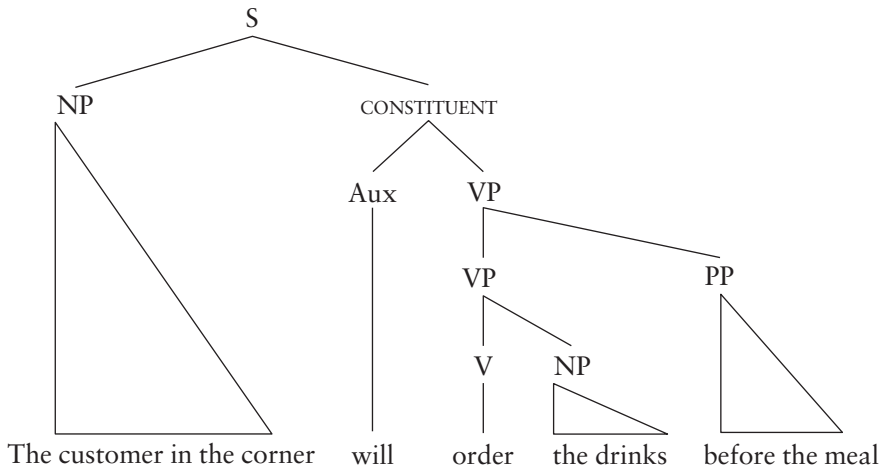 S
NP CONSTITUENT
Aux VP
VP PP
V NP
The customer in the corner will order the drinks before the meal